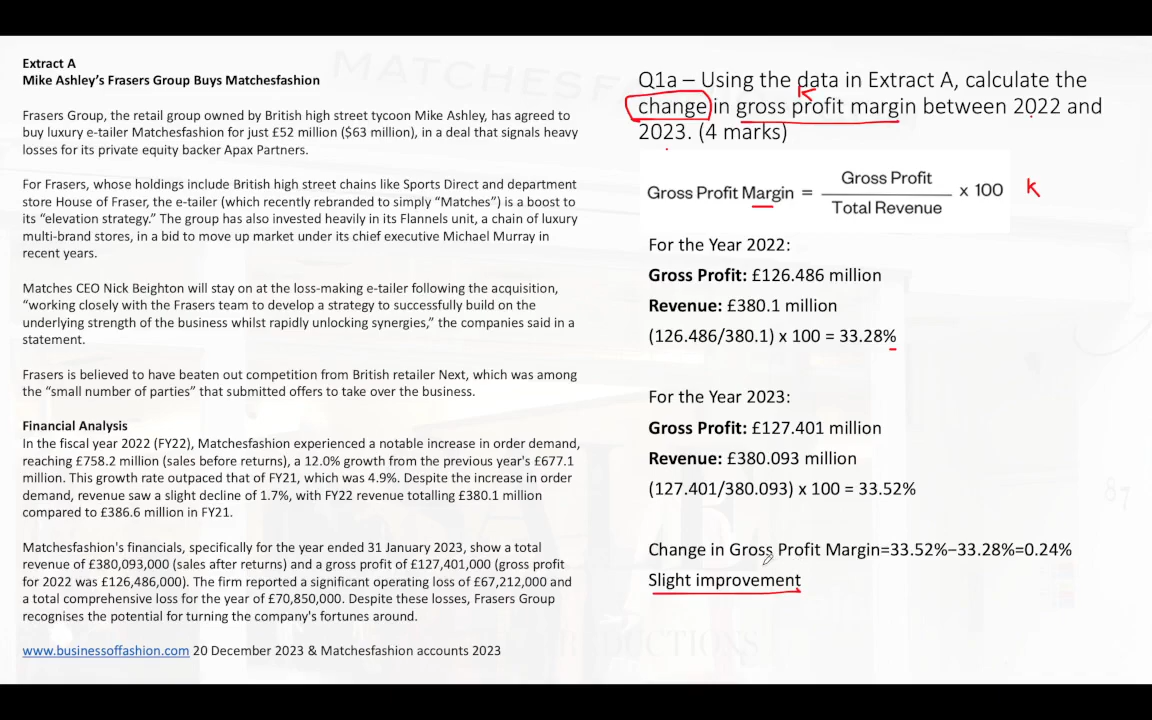 Extract A
Mike Ashley's Frasers Group Buys Matchesfashion
Frasers Group, the retail group owned by British high street tycoon Mike Ashley, has agreed to
buy luxury e-tailer Matchesfashion for just £52 million ($63 million), in a deal that signals heavy
losses for its private equity backer Apax Partners.
For Frasers, whose holdings include British high street chains like Sports Direct and department
store House of Fraser, the e-tailer (which recently rebranded to simply "Matches") is a boost to
its "elevation strategy." The group has also invested heavily in its Flannels unit, a chain of luxury
multi-brand stores, in a bid to move up market under its chief executive Michael Murray in
recent years.
Matches CEO Nick Beighton will stay on at the loss-making e-tailer following the acquisition,
"working closely with the Frasers team to develop a strategy to successfully build on the
underlying strength of the business whilst rapidly unlocking synergies," the companies said in a
statement.
Frasers is believed to have beaten out competition from British retailer Next, which was among
the "small number of parties" that submitted offers to take over the business.
Financial Analysis
In the fiscal year 2022 (FY22), Matchesfashion experienced a notable increase in order demand,
reaching £758.2 million (sales before returns), a 12.0% growth from the previous year's £677.1
million. This growth rate outpaced that of FY21, which was 4.9%. Despite the increase in order
demand, revenue saw a slight decline of 1.7%, with FY22 revenue totalling £380.1 million
compared to £386.6 million in FY21.
Matchesfashion's financials, specifically for the year ended 31 January 2023, show a total
revenue of £380,093,000 (sales after returns) and a gross profit of £127,401,000 (gross profit
for 2022 was £126,486,000). The firm reported a significant operating loss of £67,212,000 and
a total comprehensive loss for the year of £70,850,000. Despite these losses, Frasers Group
recognises the potential for turning the company's fortunes around.
www.businessoffashion.com 20 December 2023 & Matchesfashion accounts 2023
Q1a – Using the data in Extract A, calculate the
change in gross profit margin between 2022 and
2023. (4 marks)
K
Gross Profit Margin = Gross Profit / Total Revenue x 100 K
For the Year 2022:
Gross Profit: £126.486 million
Revenue: £380.1 million
(126.486/380.1) x 100 = 33.28%
For the Year 2023:
Gross Profit: £127.401 million
Revenue: £380.093 million
(127.401/380.093) x 100 = 33.52%
Change in Gross Profit Margin=33.52%−33.28%=0.24%
Slight improvement
MATCHESF
87